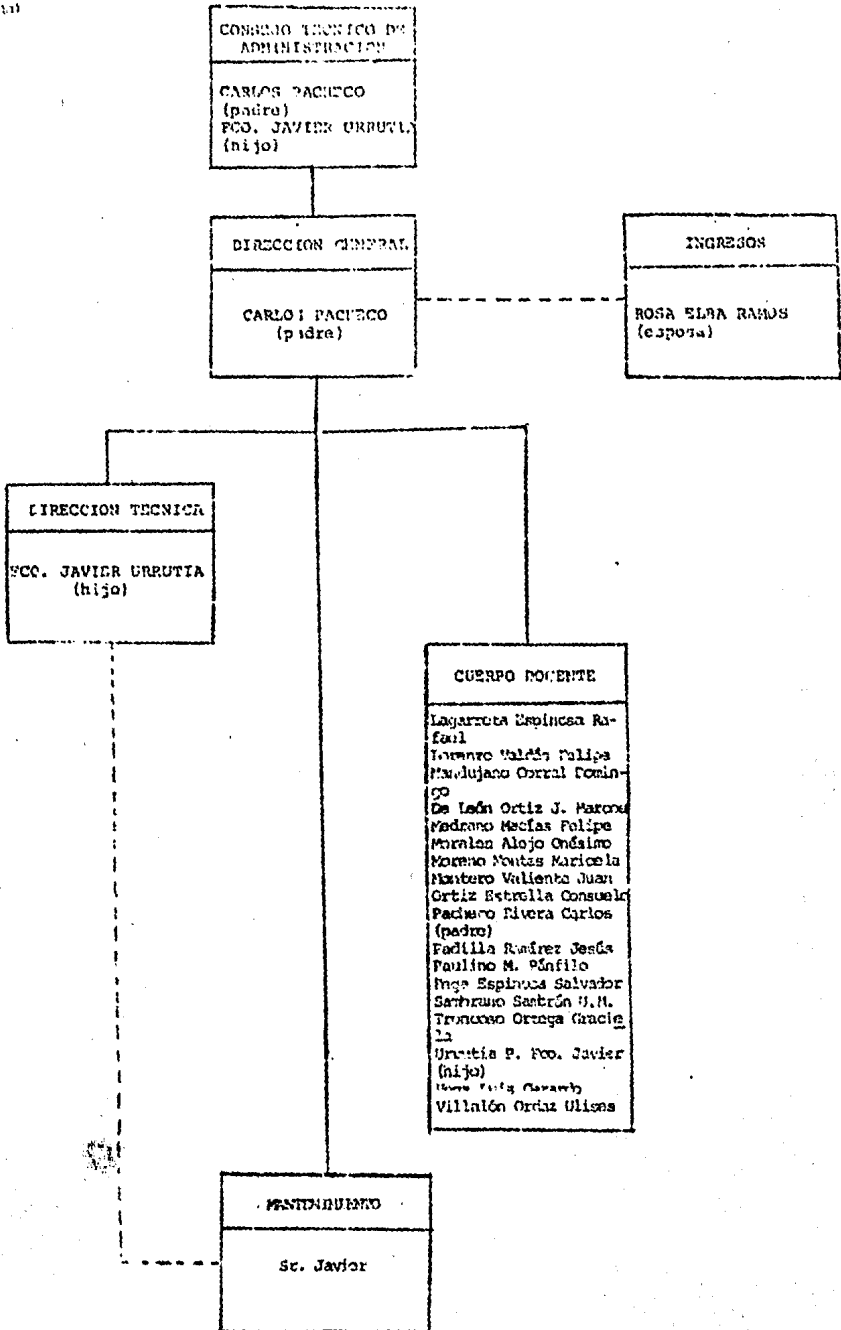 CONSEJO TECNICO DE
ADMINISTRACION
CARLOS PACHECO
(padre)
FCO. JAVIER URRUTIA
(hijo)
DIRECCION GENERAL
CARLOS PACHECO
(padre)
INGRESOS
ROSA ELBA RAMOS
(esposa)
DIRECCION TECNICA
FCO. JAVIER URRUTIA
(hijo)
CUERPO DOCENTE
Lagarreta Espinosa Ra-
fael
Lorenzo Valdés Felipe
Mandujano Corral Domin-
go
De León Ortiz J. Marcos
Medrano Macías Felipe
Morales Alejo Onésimo
Moreno Montes Maricela
Montero Valiente Juan
Ortiz Estrella Consuelo
Pacheco Rivera Carlos
(padre)
Padilla Ramírez Jesús
Paulino M. Pánfilo
Espinosa Salvador
Troncoso Ortega Gracie
la
Urrutia P. Fco. Javier
(hijo)
Luis Gerardo
Villalón Ordaz Ulises
MANTENIMIENTO
Sr. Javier